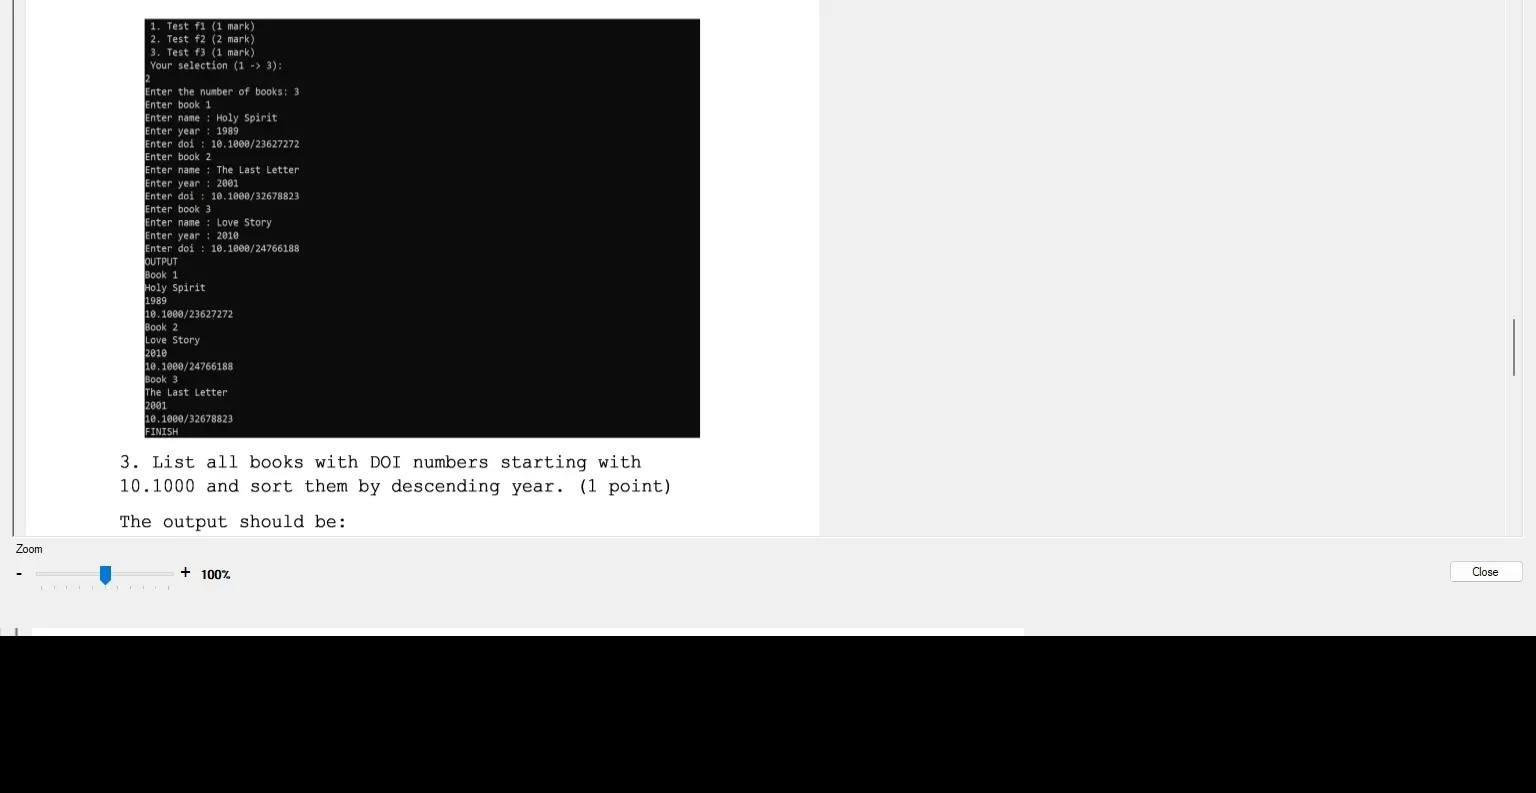 1. Test f1 (1 mark)
2. Test f2 (2 mark)
3. Test f3 (1 mark)
Your selection (1 -> 3):
2
Enter the number of books: 3
Enter book 1
Enter name : Holy Spirit
Enter year : 1989
Enter doi : 10.1000/23627272
Enter book 2
Enter name : The Last Letter
Enter year : 2001
Enter doi : 10.1000/32678823
Enter book 3
Enter name : Love Story
Enter year : 2010
Enter doi : 10.1000/24766188
OUTPUT
Book 1
Holy Spirit
1989
10.1000/23627272
Book 2
Love Story
2010
10.1000/24766188
Book 3
The Last Letter
2001
10.1000/32678823
FINISH
3. List all books with DOI numbers starting with
10.1000 and sort them by descending year. (1 point)
The output should be:
Zoom
- + 100%
Close